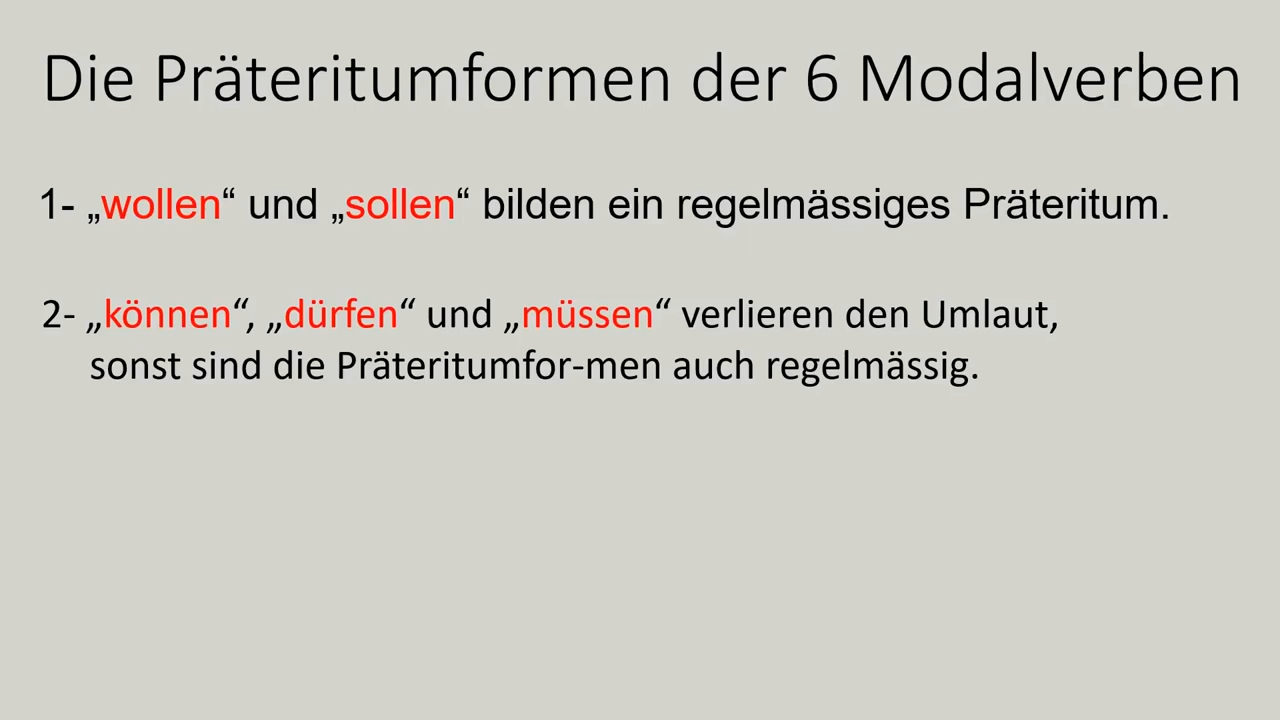 Die Präteritumformen der 6 Modalverben
1- „wollen“ und „sollen“ bilden ein regelmässiges Präteritum.
2- „können“, „dürfen“ und „müssen“ verlieren den Umlaut,
sonst sind die Präteritumfor-men auch regelmässig.